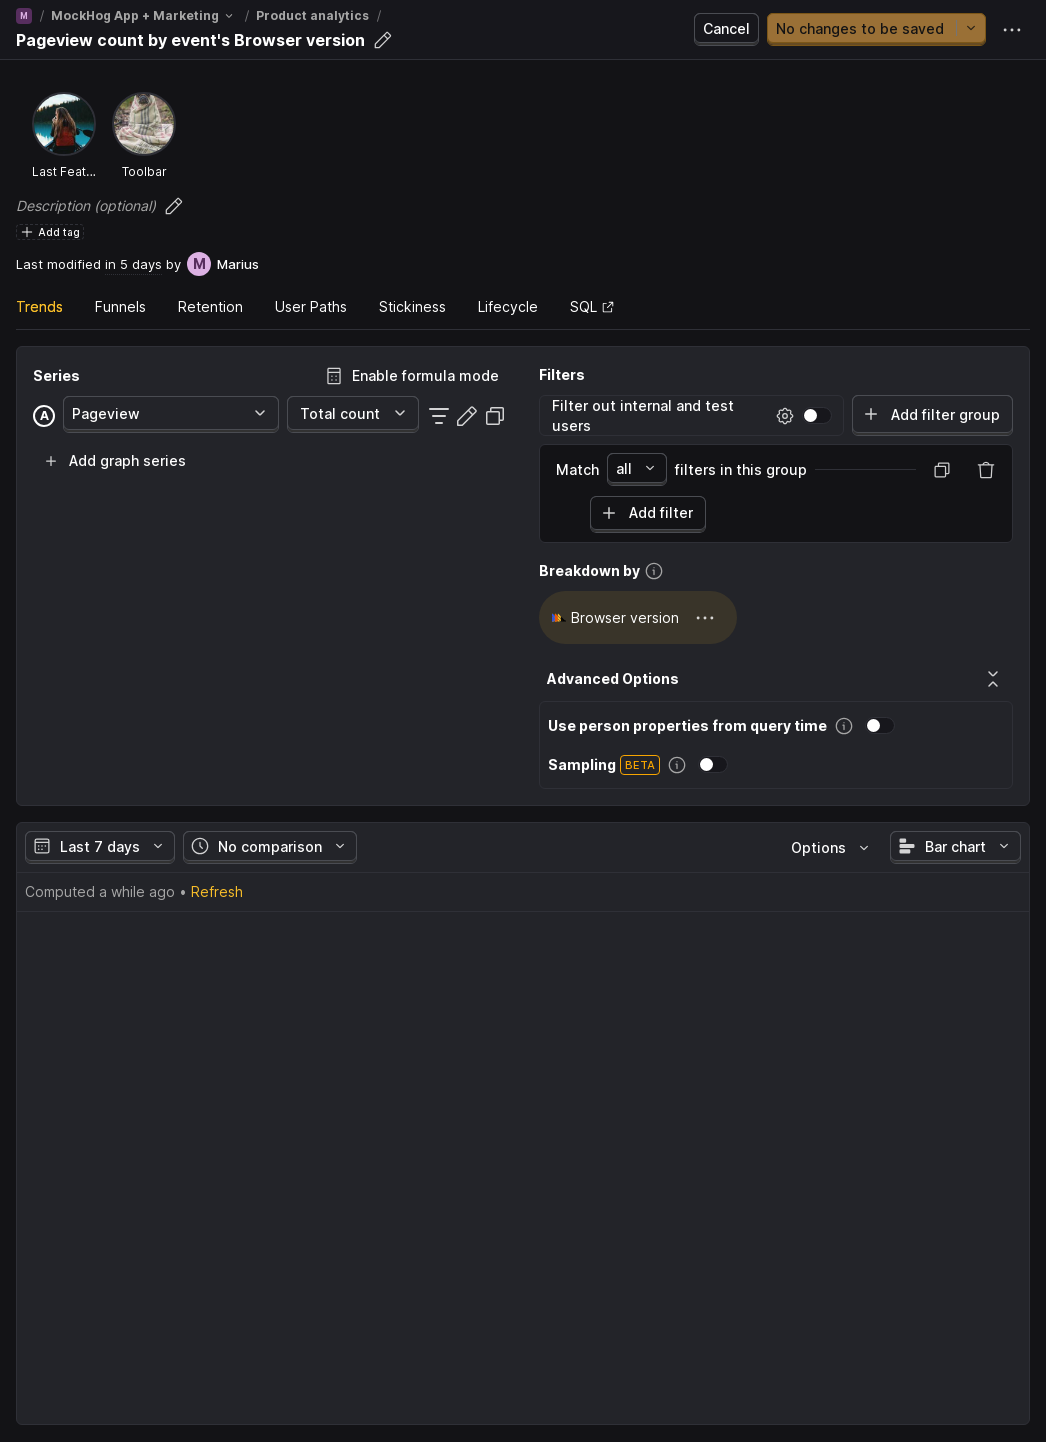 M / MockHog App + Marketing / Product analytics /
Pageview count by event's Browser version
Cancel
No changes to be saved
Last Feat...
Toolbar
Description (optional)
Add tag
Last modified in 5 days by M Marius
Trends Funnels Retention User Paths Stickiness Lifecycle SQL
Series
Enable formula mode
A Pageview Total count
Add graph series
Filters
Filter out internal and test
users
Add filter group
Match all filters in this group
Add filter
Breakdown by
Browser version
Advanced Options
Use person properties from query time
Sampling BETA
Last 7 days No comparison Options Bar chart
Computed a while ago • Refresh